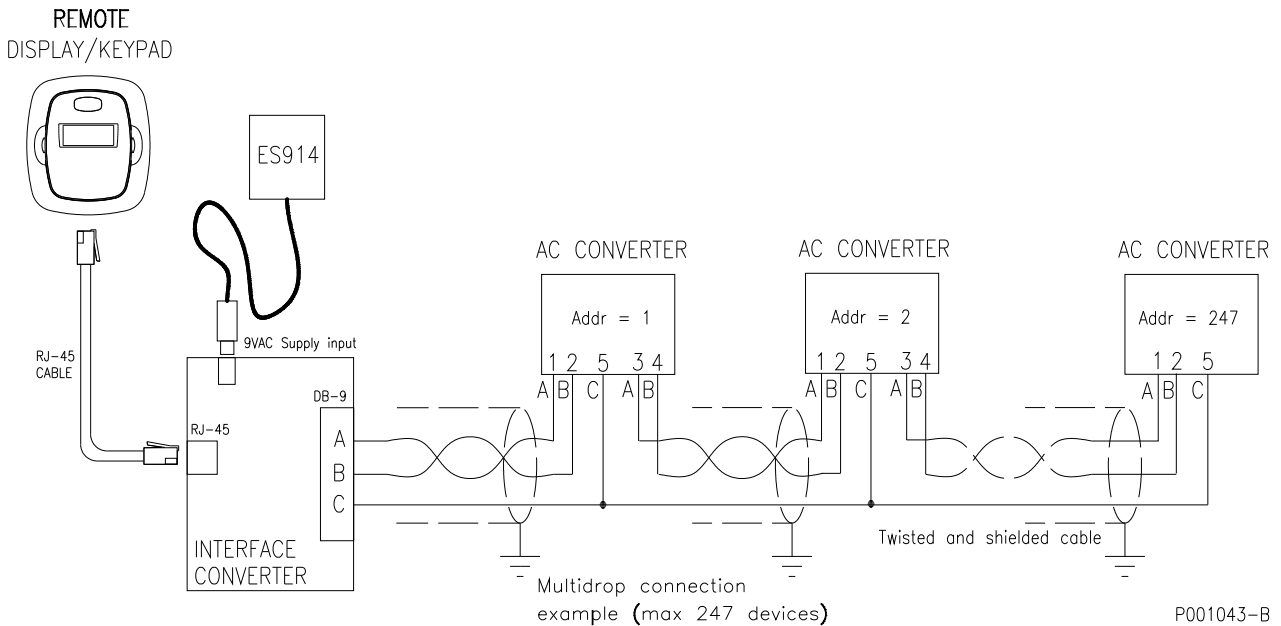 REMOTE
DISPLAY/KEYPAD
ES914
RJ-45
CABLE
9VAC Supply input
DB-9
RJ-45
A
B
C
INTERFACE
CONVERTER
AC CONVERTER
Addr = 1
1 2 5 3 4
A B C A B
AC CONVERTER
Addr = 2
1 2 5 3 4
A B C A B
AC CONVERTER
Addr = 247
1 2 5
A B C
Twisted and shielded cable
Multidrop connection
example (max 247 devices)
P001043-B